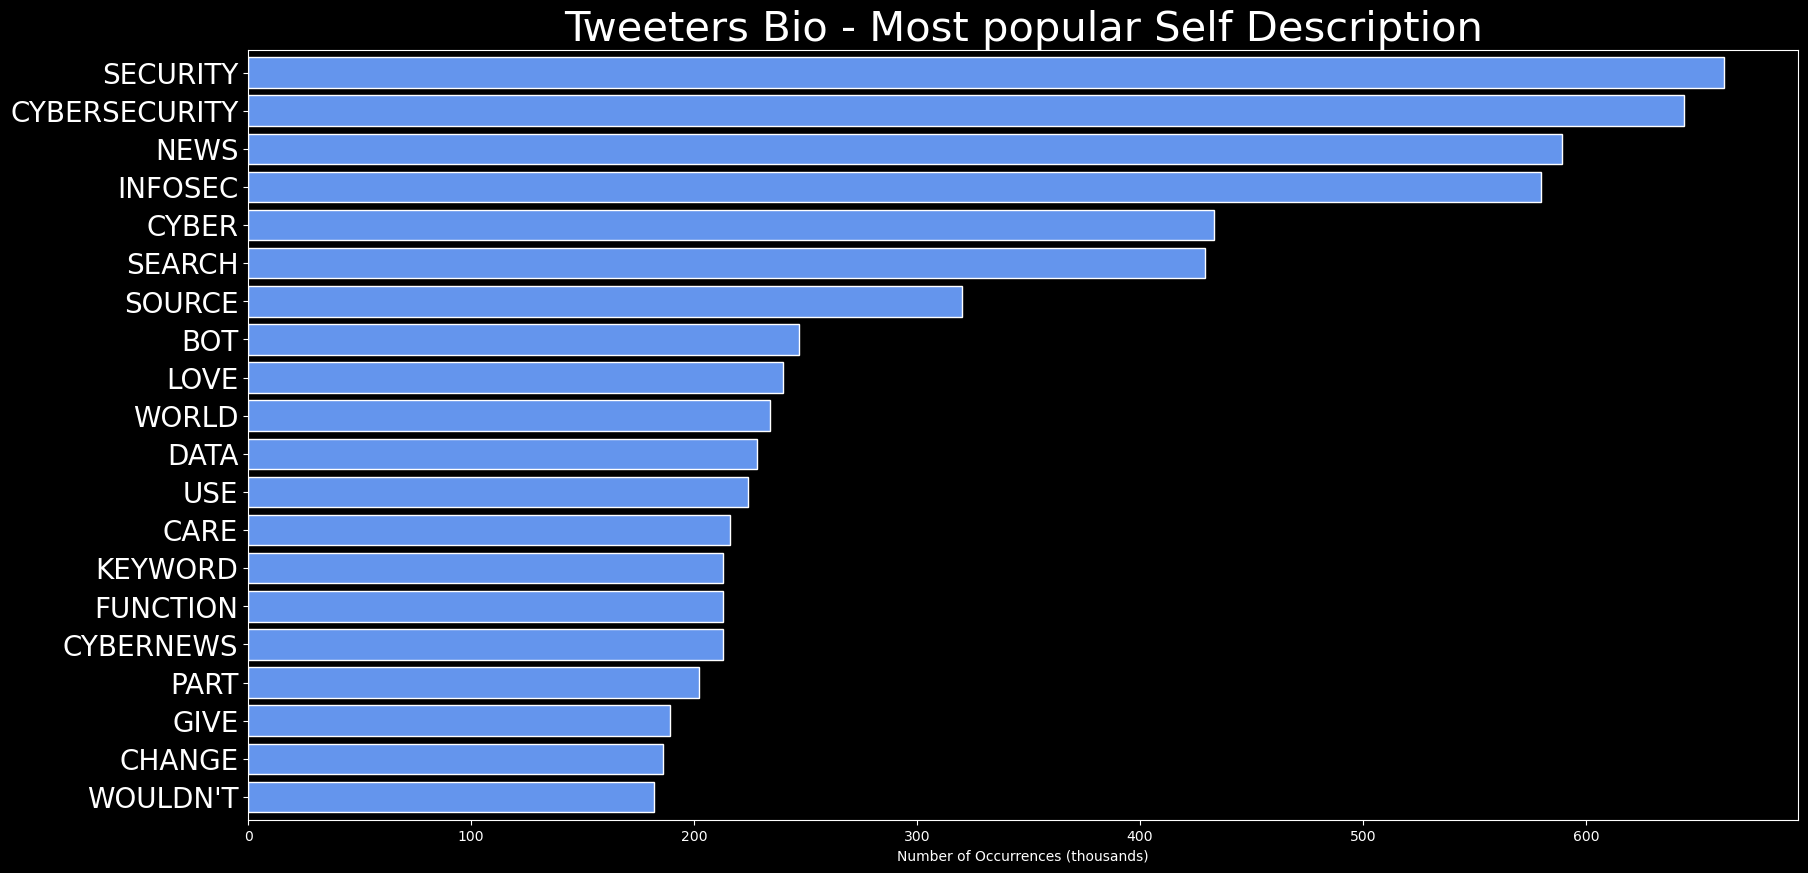 Tweeters Bio - Most popular Self Description
SECURITY
CYBERSECURITY
NEWS
INFOSEC
CYBER
SEARCH
SOURCE
BOT
LOVE
WORLD
DATA
USE
CARE
KEYWORD
FUNCTION
CYBERNEWS
PART
GIVE
CHANGE
WOULDN'T
0 100 200 300 400 500 600
Number of Occurrences (thousands)